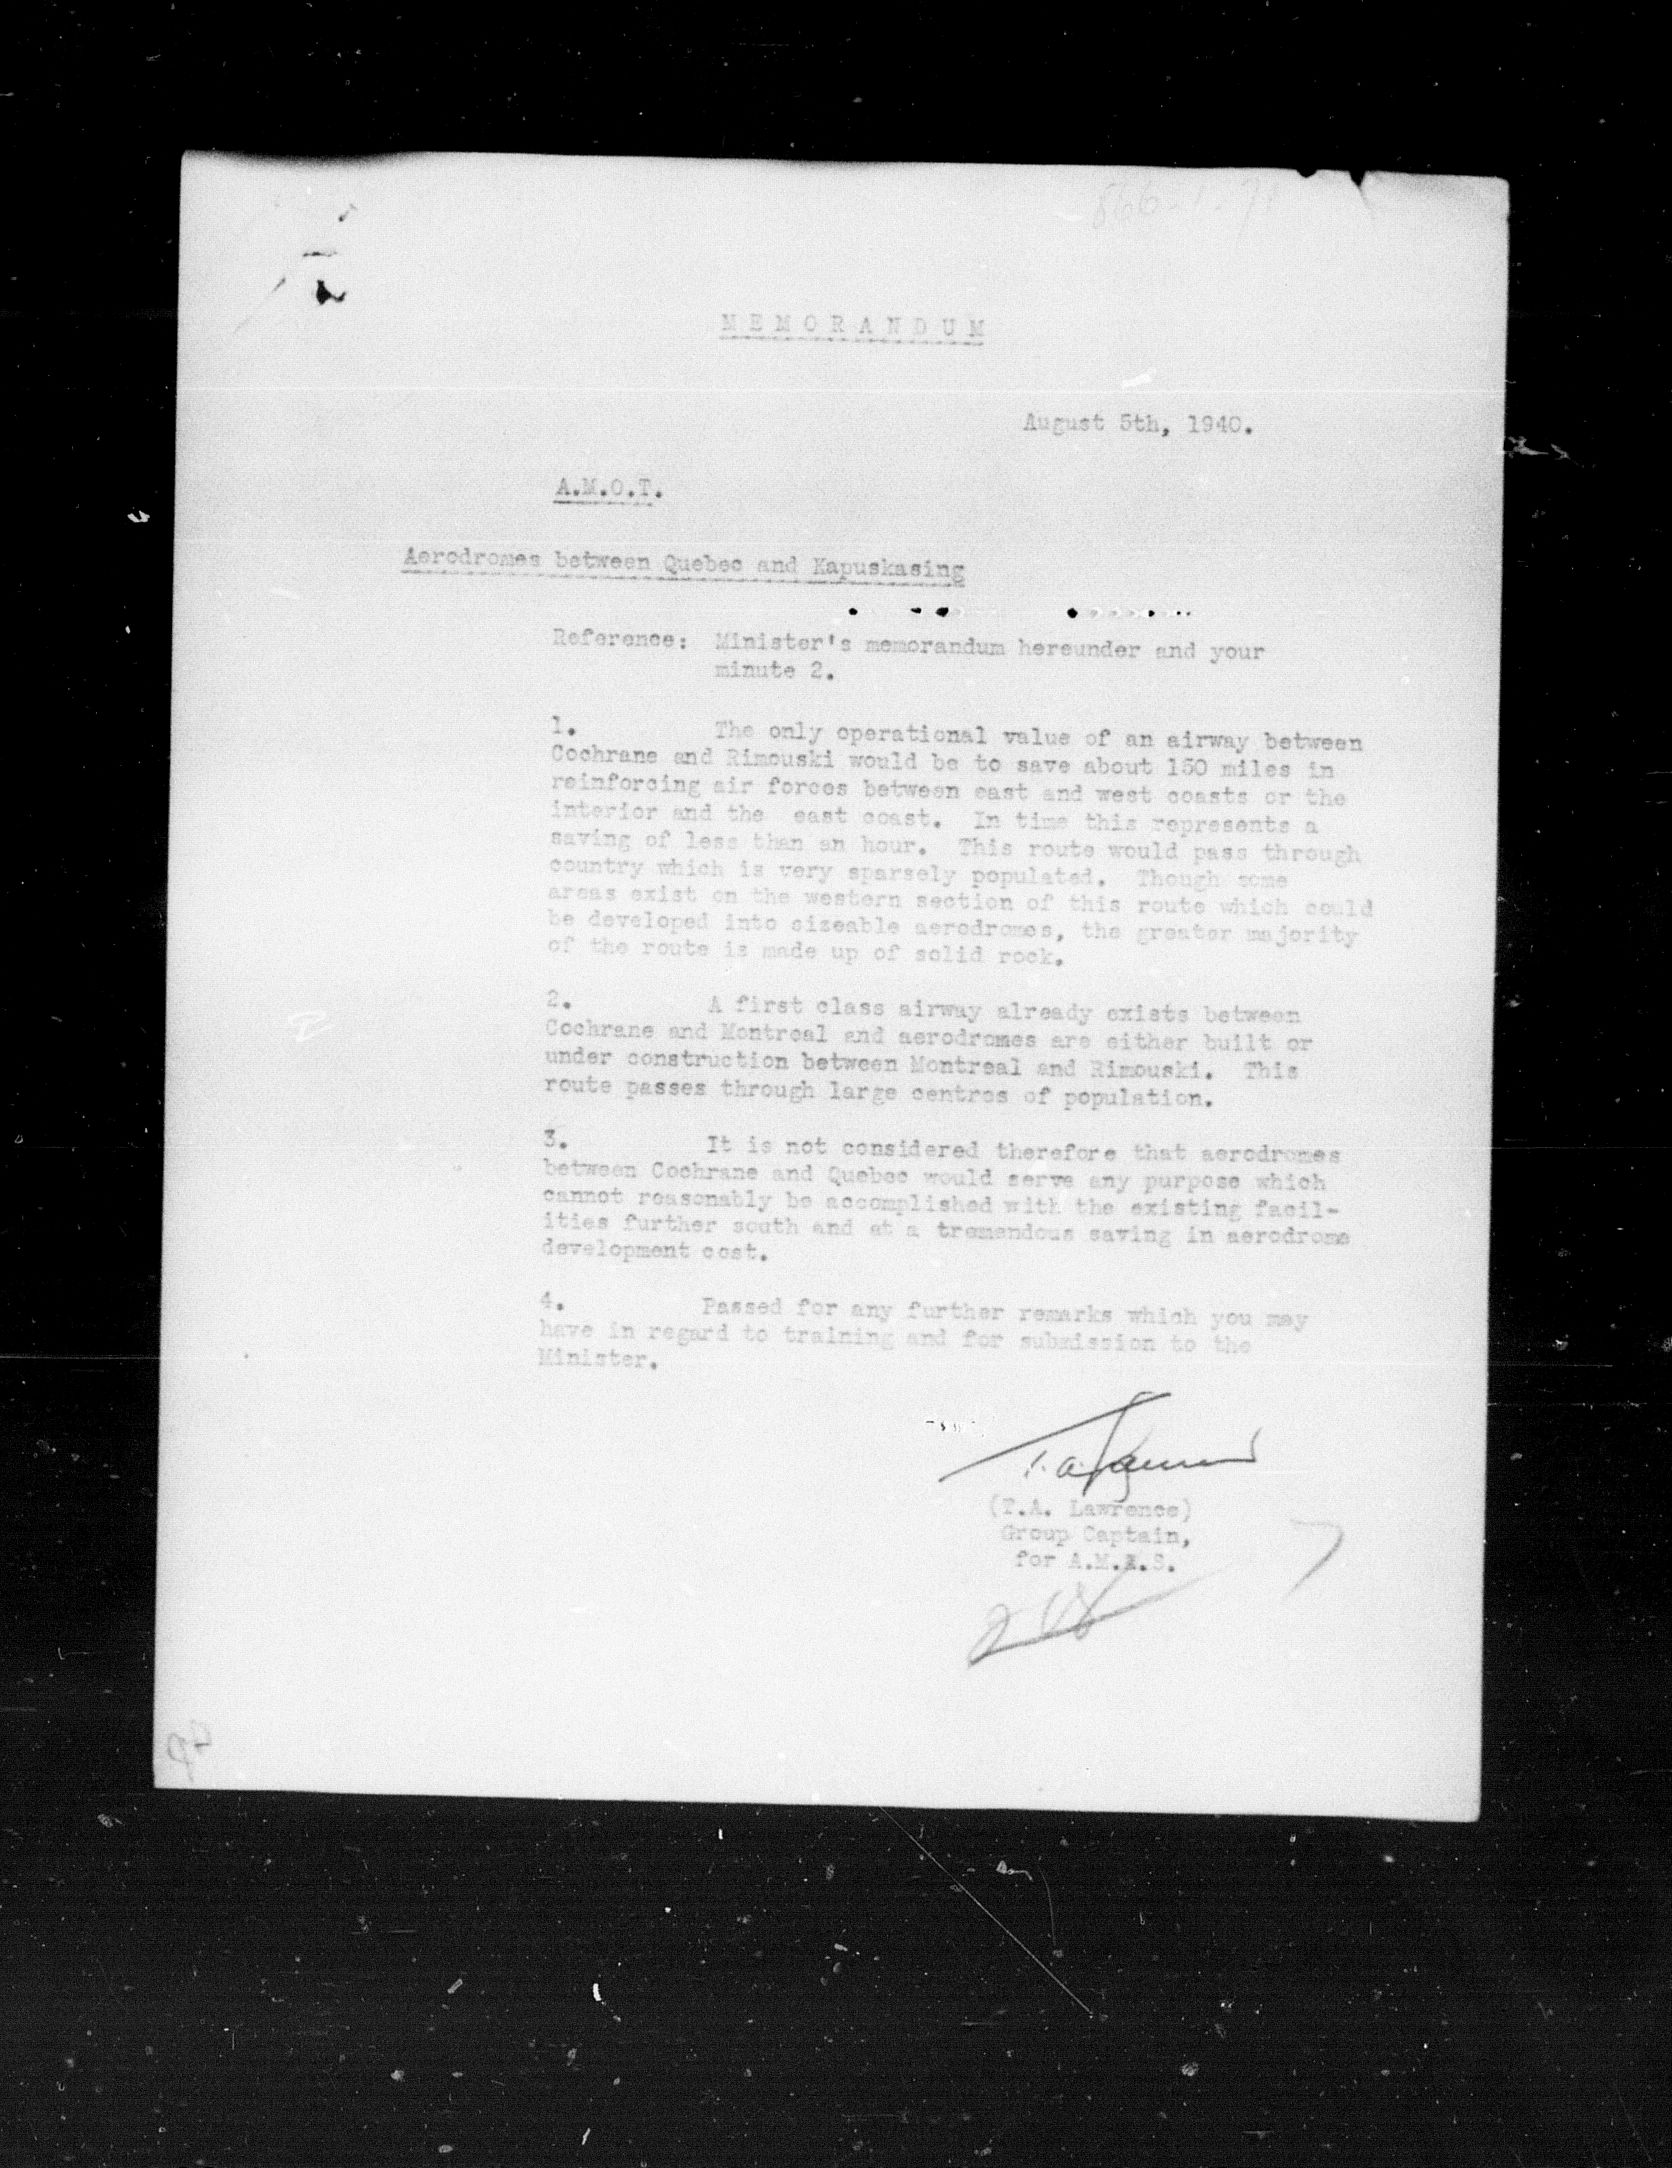 866-1-71
MEMORANDUM
August 5th, 1940.
A.M.O.T.
Aerodromes between Quebec and Kapuskasing
Reference: Minister's memorandum hereunder and your
minute 2.
1. The only operational value of an airway between
Cochrane and Rimouski would be to save about 150 miles in
reinforcing air forces between east and west coasts or the
interior and the east coast. In time this represents a
saving of less than an hour. This route would pass through
country which is very sparsely populated. Though some
areas exist on the western section of this route which could
be developed into sizeable aerodromes, the greater majority
of the route is made up of solid rock.
2. A first class airway already exists between
Cochrane and Montreal and aerodromes are either built or
under construction between Montreal and Rimouski. This
route passes through large centres of population.
3. It is not considered therefore that aerodromes
between Cochrane and Quebec would serve any purpose which
cannot reasonably be accomplished with the existing facil-
ities further south and at a tremendous saving in aerodrome
development cost.
4. Passed for any further remarks which you may
have in regard to training and for submission to the
Minister.
(T.A. Lawrence)
Group Captain,
for A.M.A.S.